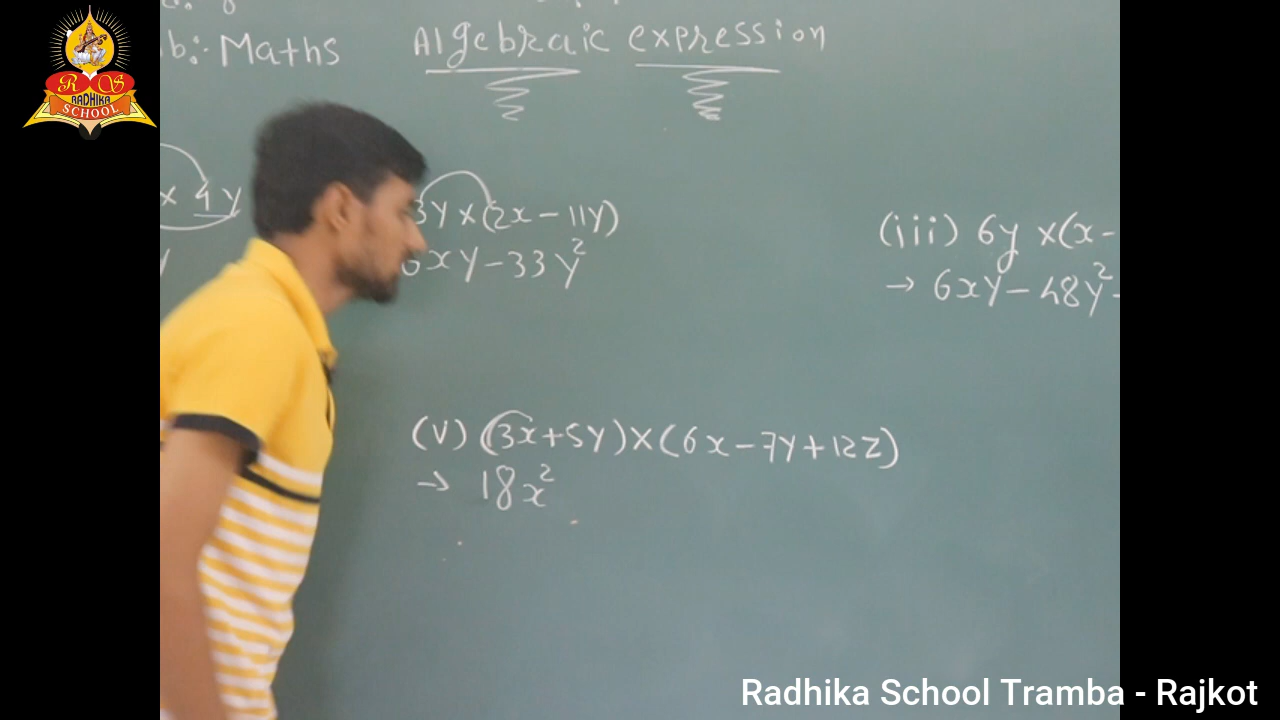 b:- Maths Algebraic expression
x 4y
3y x (2x - 11y)
6xy - 33y²
(iii) 6y x (x -
→ 6xy - 48y² -
(V) (3x + 5y) x (6x - 7y + 12z)
→ 18x²
R S
RADHIKA
SCHOOL
Radhika School Tramba - Rajkot